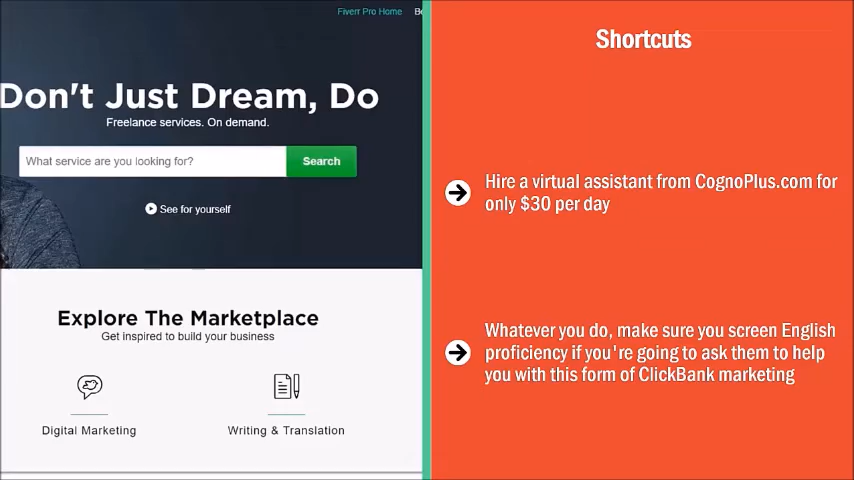 Fiverr Pro Home
Don't Just Dream, Do
Freelance services. On demand.
What service are you looking for?
Search
See for yourself
Explore The Marketplace
Get inspired to build your business
Digital Marketing
Writing & Translation
Shortcuts
Hire a virtual assistant from CognoPlus.com for
only $30 per day
Whatever you do, make sure you screen English
proficiency if you're going to ask them to help
you with this form of ClickBank marketing